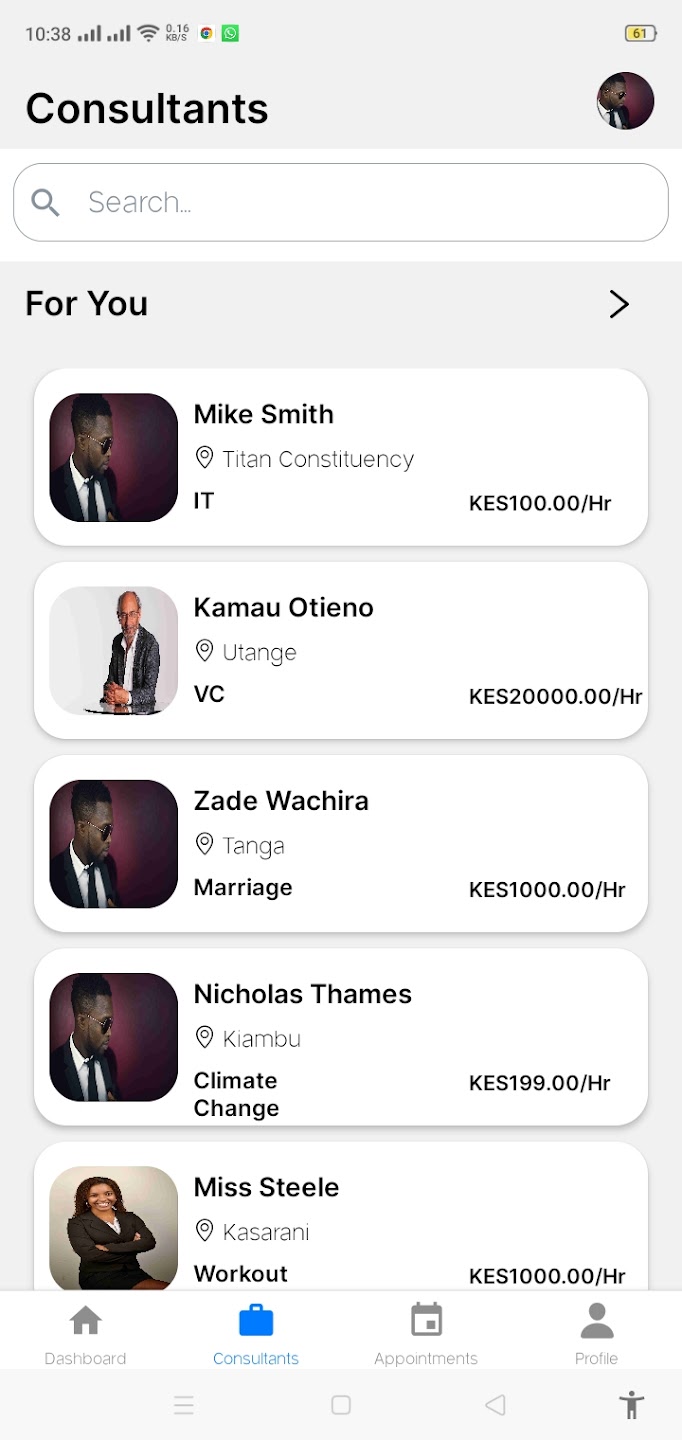 10:38
0.16
KB/S
61
Consultants
Search...
For You
Mike Smith
Titan Constituency
IT
KES100.00/Hr
Kamau Otieno
Utange
VC
KES20000.00/Hr
Zade Wachira
Tanga
Marriage
KES1000.00/Hr
Nicholas Thames
Kiambu
Climate
Change
KES199.00/Hr
Miss Steele
Kasarani
Workout
KES1000.00/Hr
Dashboard
Consultants
Appointments
Profile